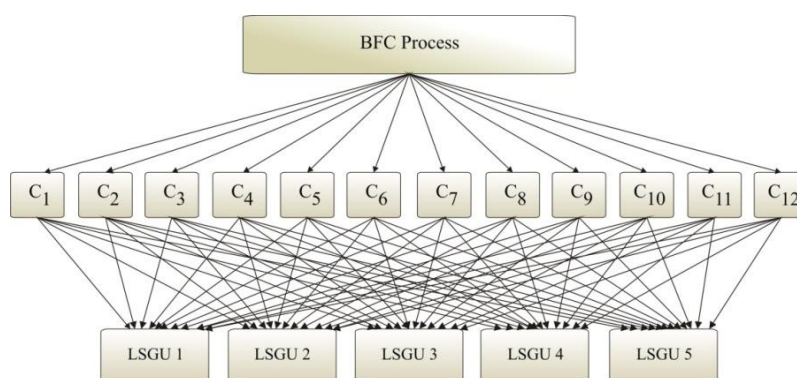 BFC Process
C1 C2 C3 C4 C5 C6 C7 C8 C9 C10 C11 C12
LSGU 1 LSGU 2 LSGU 3 LSGU 4 LSGU 5